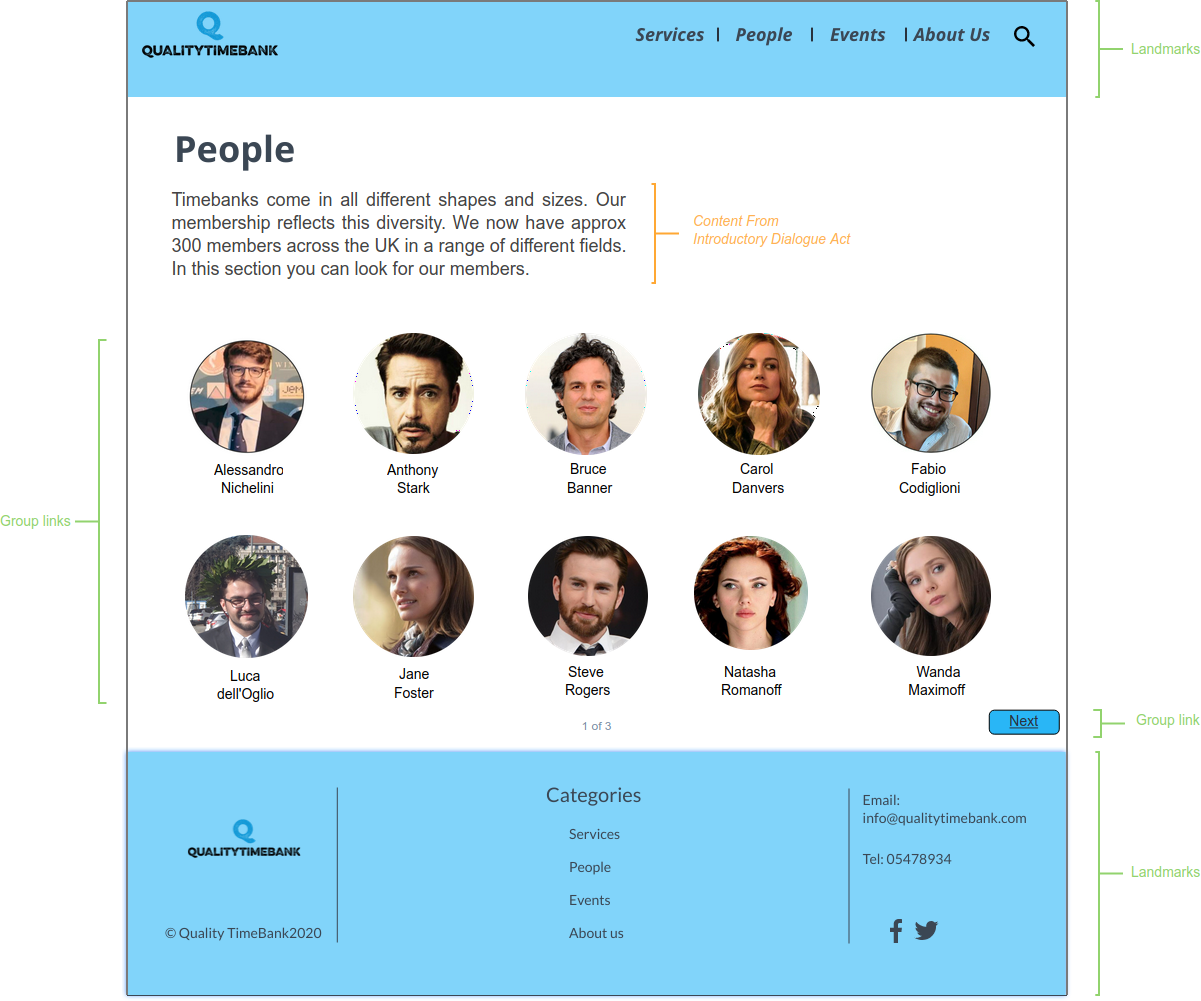 QUALITYTIMEBANK
Services | People | Events | About Us
Landmarks
People
Timebanks come in all different shapes and sizes. Our
membership reflects this diversity. We now have approx
300 members across the UK in a range of different fields.
In this section you can look for our members.
Content From
Introductory Dialogue Act
Alessandro
Nichelini
Anthony
Stark
Bruce
Banner
Carol
Danvers
Fabio
Codiglioni
Group links
Luca
dell'Oglio
Jane
Foster
Steve
Rogers
Natasha
Romanoff
Wanda
Maximoff
1 of 3
Next
Group link
QUALITYTIMEBANK
© Quality TimeBank2020
Categories
Services
People
Events
About us
Email:
info@qualitytimebank.com
Tel: 05478934
Landmarks